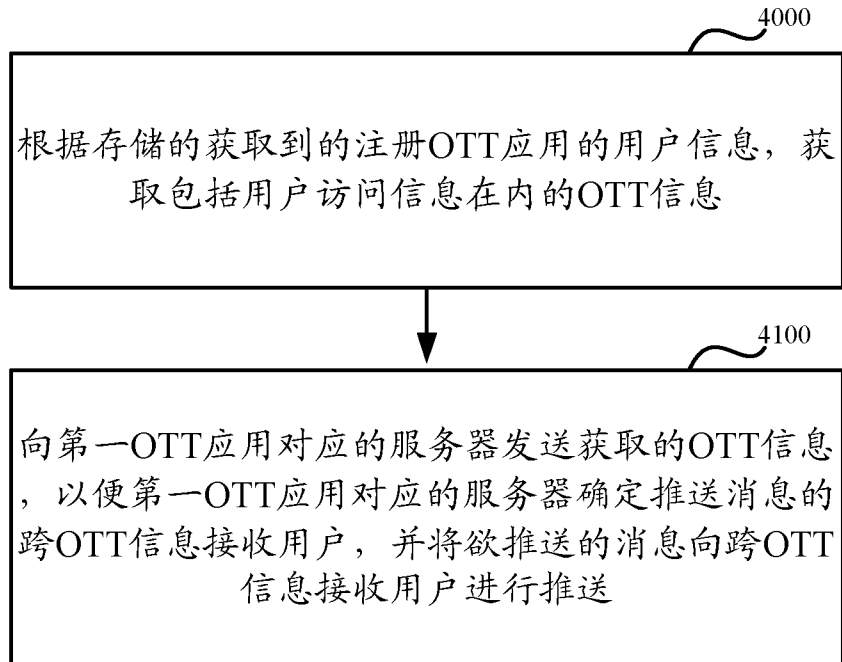 4000
根据存储的获取到的注册OTT应用的用户信息，获
取包括用户访问信息在内的OTT信息
4100
向第一OTT应用对应的服务器发送获取的OTT信息
，以便第一OTT应用对应的服务器确定推送消息的
跨OTT信息接收用户，并将欲推送的消息向跨OTT
信息接收用户进行推送